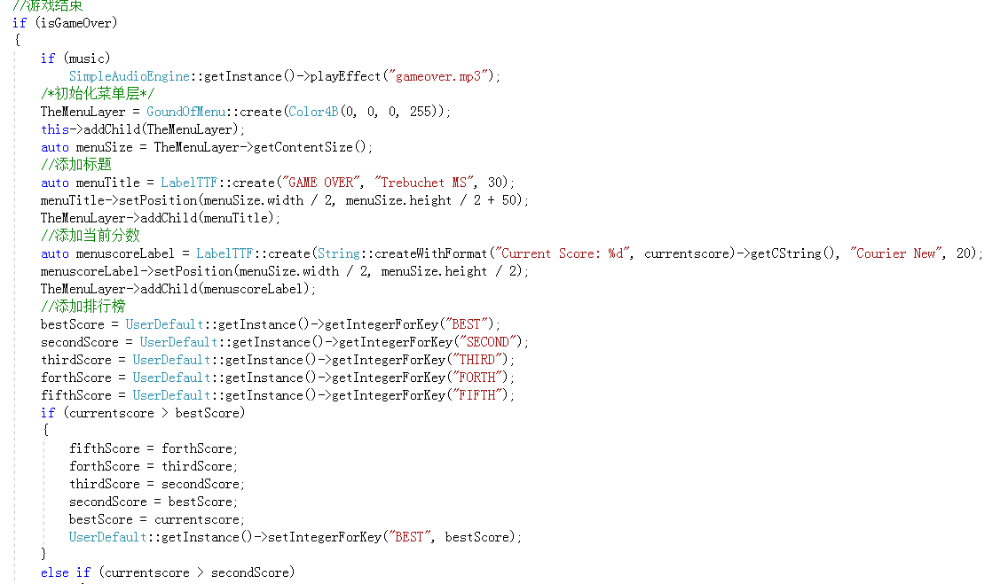 //游戏结束
if (isGameOver)
{
    if (music)
        SimpleAudioEngine::getInstance()->playEffect("gameover.mp3");
    /*初始化菜单层*/
    TheMenuLayer = GoundOfMenu::create(Color4B(0, 0, 0, 255));
    this->addChild(TheMenuLayer);
    auto menuSize = TheMenuLayer->getContentSize();
    //添加标题
    auto menuTitle = LabelTTF::create("GAME OVER", "Trebuchet MS", 30);
    menuTitle->setPosition(menuSize.width / 2, menuSize.height / 2 + 50);
    TheMenuLayer->addChild(menuTitle);
    //添加当前分数
    auto menuscoreLabel = LabelTTF::create(String::createWithFormat("Current Score: %d", currentscore)->getCString(), "Courier New", 20);
    menuscoreLabel->setPosition(menuSize.width / 2, menuSize.height / 2);
    TheMenuLayer->addChild(menuscoreLabel);
    //添加排行榜
    bestScore = UserDefault::getInstance()->getIntegerForKey("BEST");
    secondScore = UserDefault::getInstance()->getIntegerForKey("SECOND");
    thirdScore = UserDefault::getInstance()->getIntegerForKey("THIRD");
    forthScore = UserDefault::getInstance()->getIntegerForKey("FORTH");
    fifthScore = UserDefault::getInstance()->getIntegerForKey("FIFTH");
    if (currentscore > bestScore)
    {
        fifthScore = forthScore;
        forthScore = thirdScore;
        thirdScore = secondScore;
        secondScore = bestScore;
        bestScore = currentscore;
        UserDefault::getInstance()->setIntegerForKey("BEST", bestScore);
    }
    else if (currentscore > secondScore)